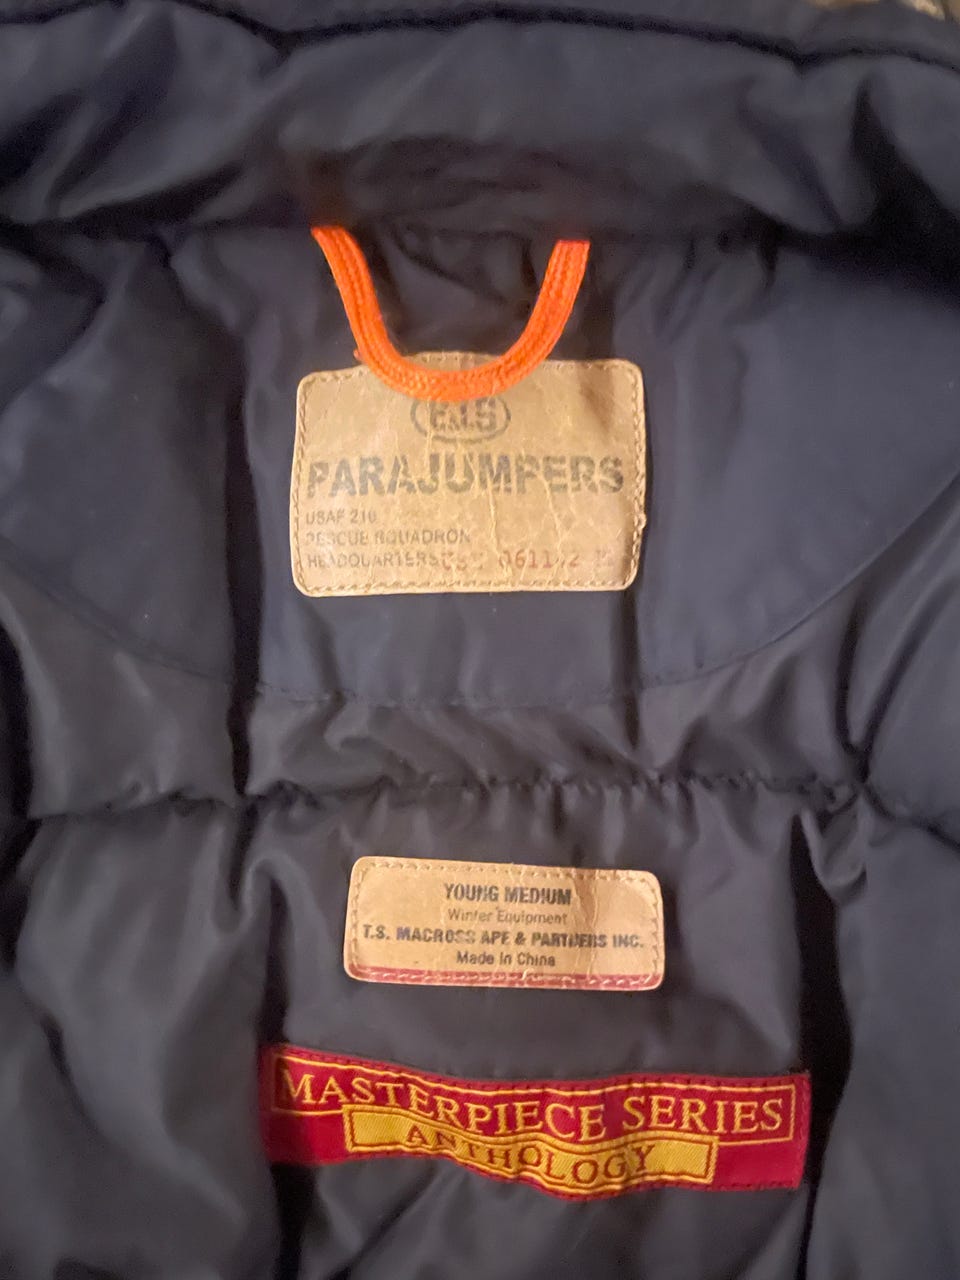 PARAJUMPERS
USAF 210
RESCUE SQUADRON
HEADQUARTERS
YOUNG MEDIUM
Winter Equipment
T.S. MACROSS APE & PARTNERS INC.
Made In China
MASTERPIECE SERIES
ANTHOLOGY